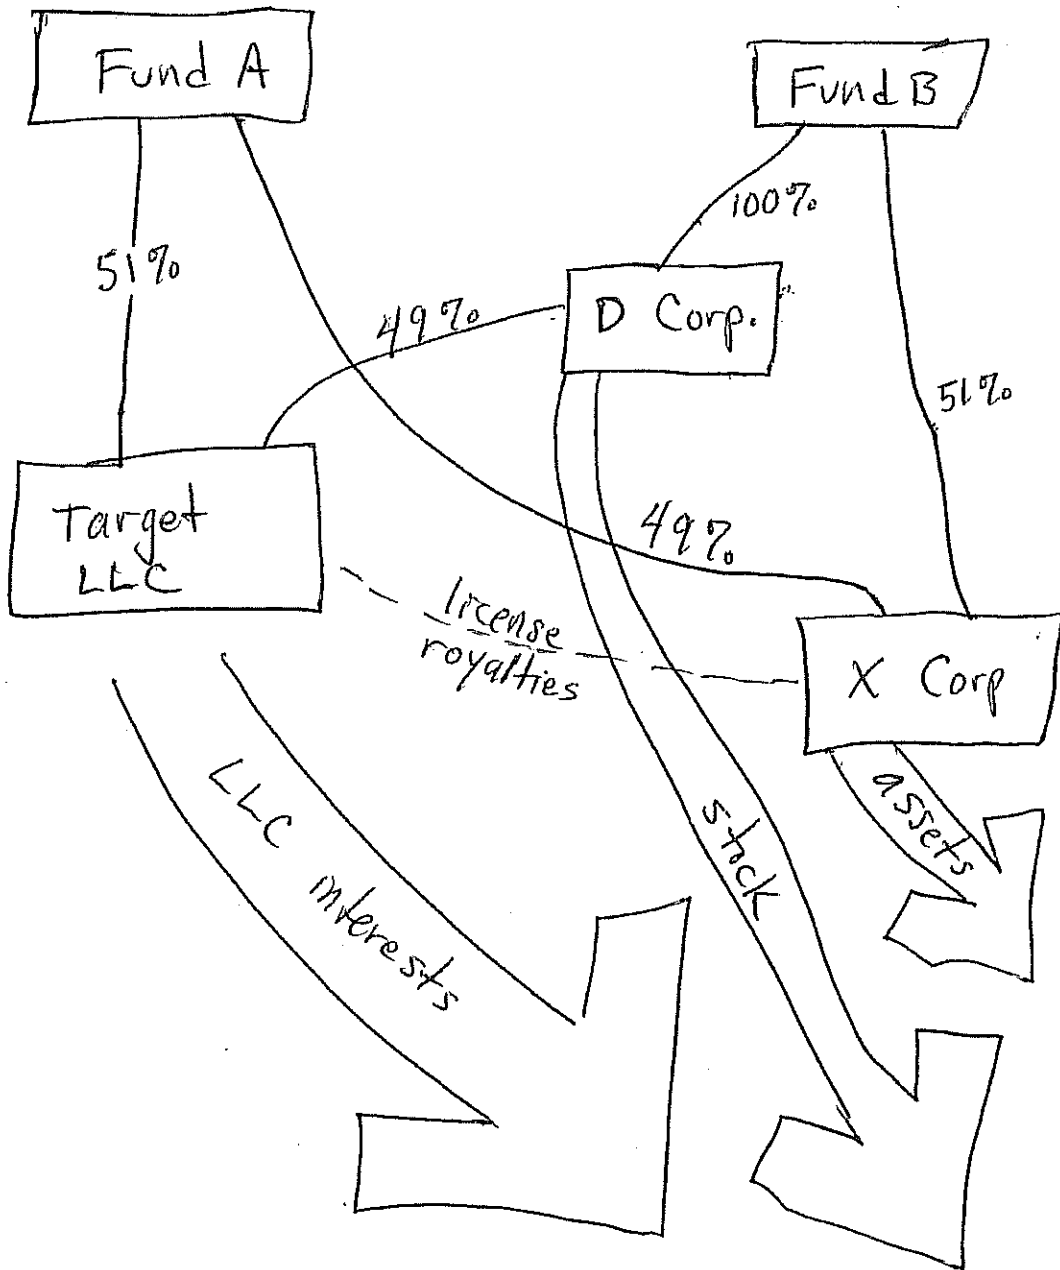 Fund A
Fund B
100%
51%
49%
D Corp.
51%
Target
LLC
49%
license
royalties
X Corp
assets
LLC interests
stock